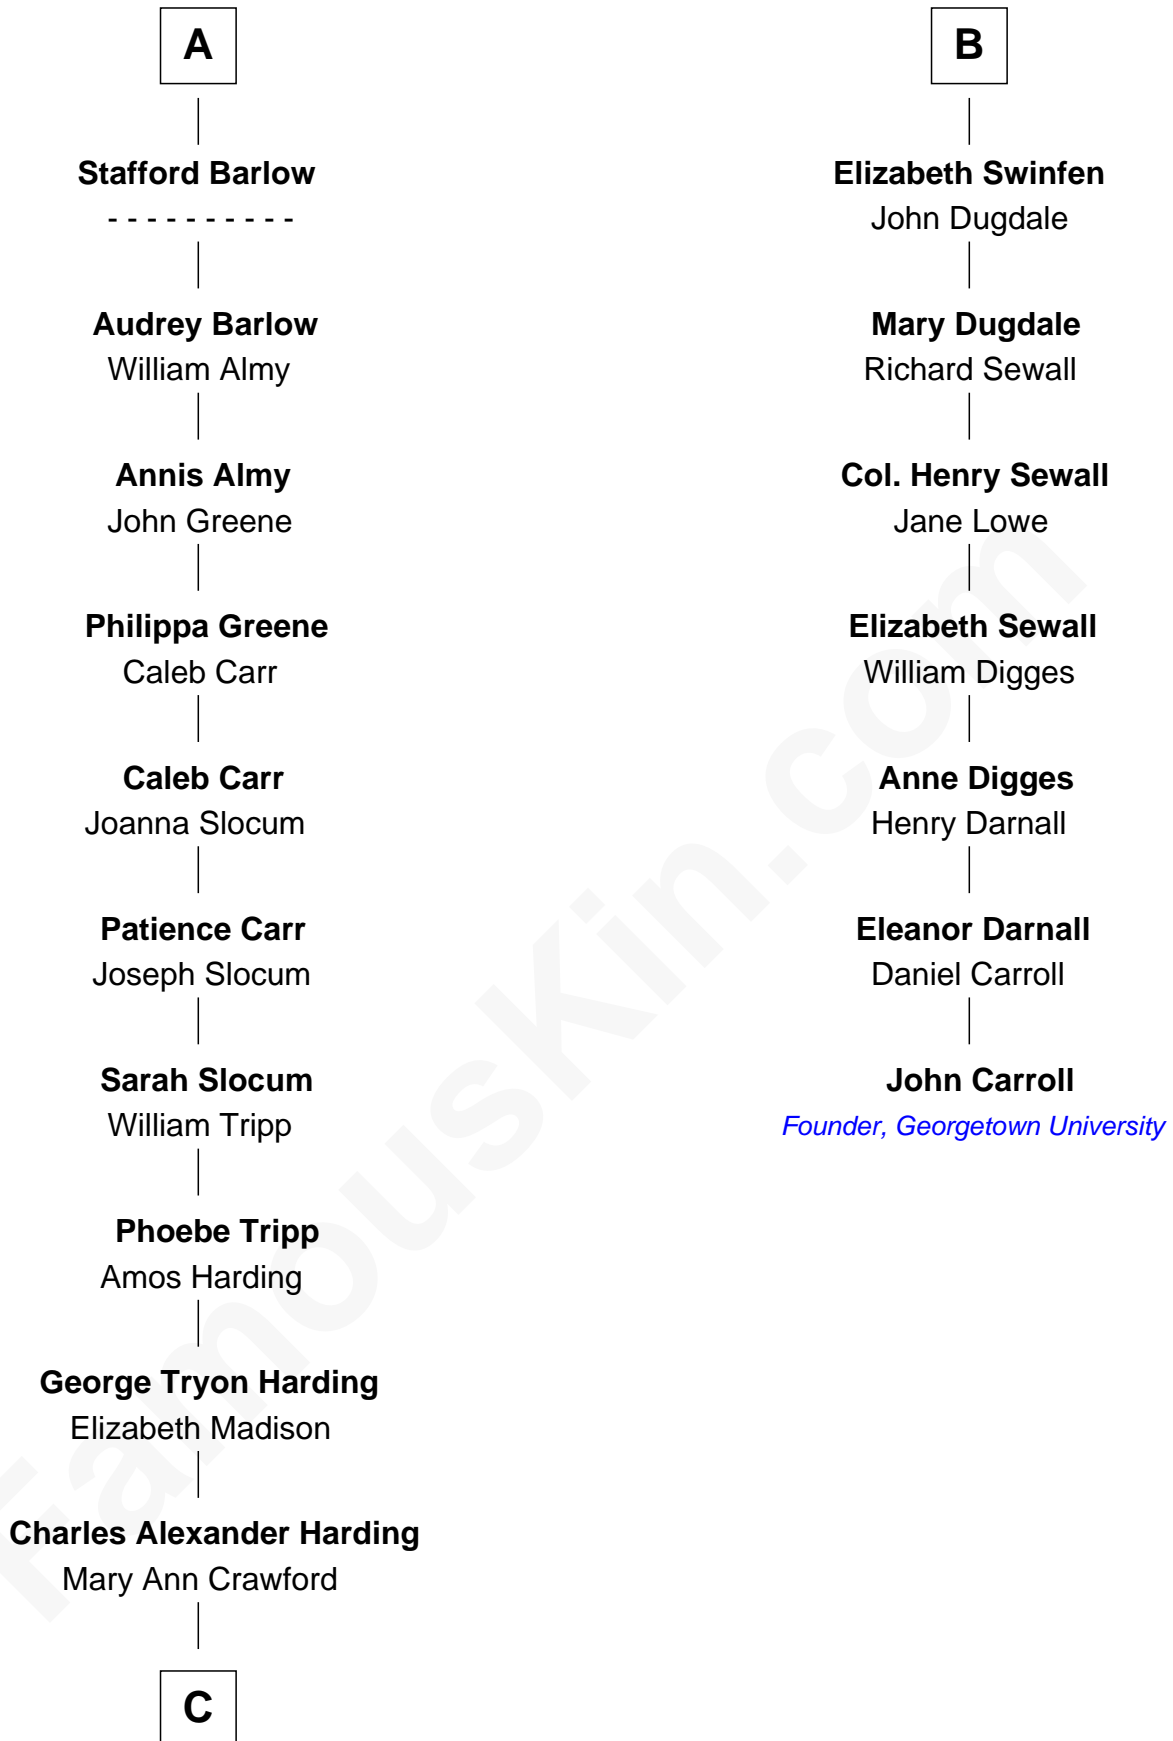 A
Stafford Barlow
- - - - - - - - - -
Audrey Barlow
William Almy
Annis Almy
John Greene
Philippa Greene
Caleb Carr
Caleb Carr
Joanna Slocum
Patience Carr
Joseph Slocum
Sarah Slocum
William Tripp
Phoebe Tripp
Amos Harding
George Tryon Harding
Elizabeth Madison
Charles Alexander Harding
Mary Ann Crawford
C
B
Elizabeth Swinfen
John Dugdale
Mary Dugdale
Richard Sewall
Col. Henry Sewall
Jane Lowe
Elizabeth Sewall
William Digges
Anne Digges
Henry Darnall
Eleanor Darnall
Daniel Carroll
John Carroll
Founder, Georgetown University
FamousKin.com